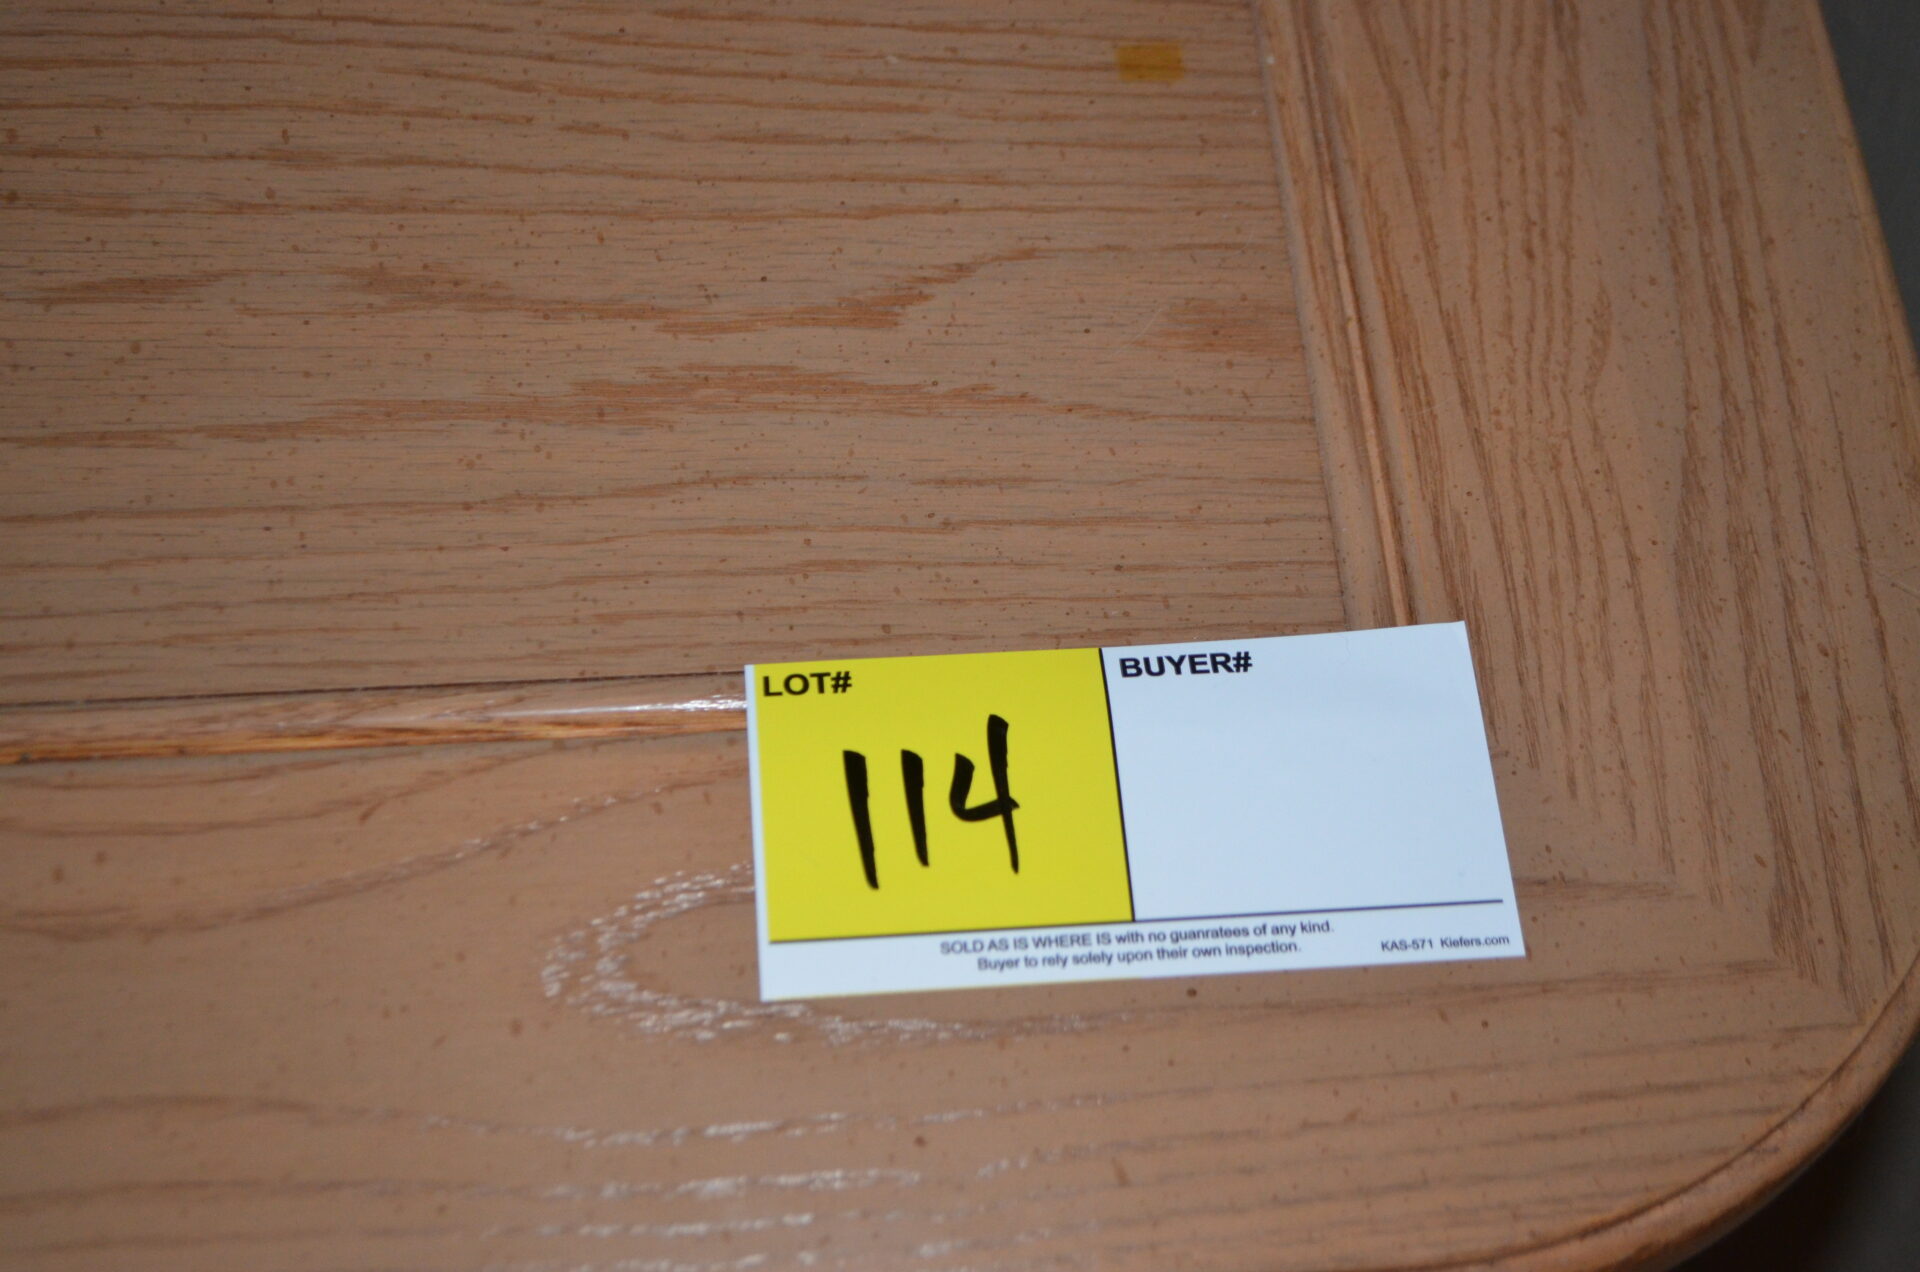 LOT# BUYER#
114
SOLD AS IS WHERE IS with no guanratees of any kind.
Buyer to rely solely upon their own inspection. KAS-571 Kiefers.com